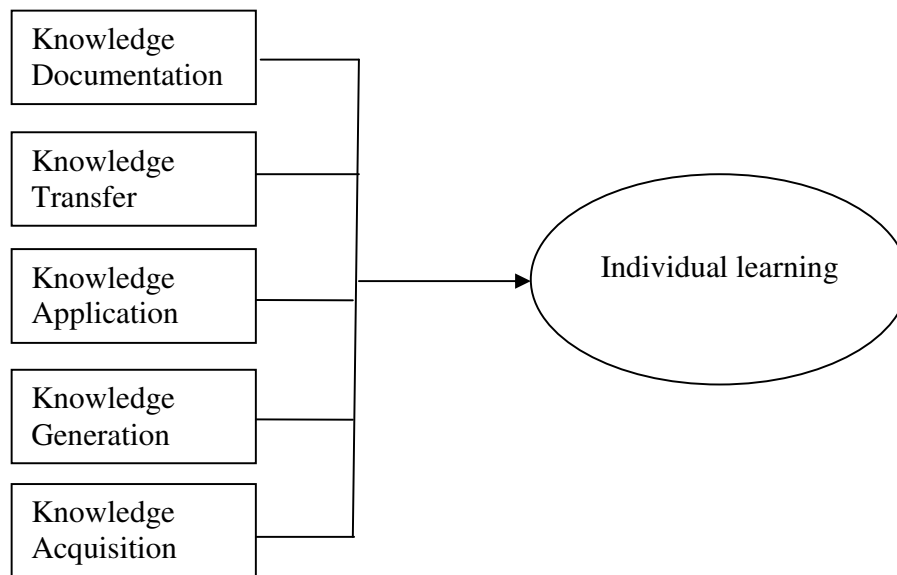 Knowledge
Documentation
Knowledge
Transfer
Individual learning
Knowledge
Application
Knowledge
Generation
Knowledge
Acquisition